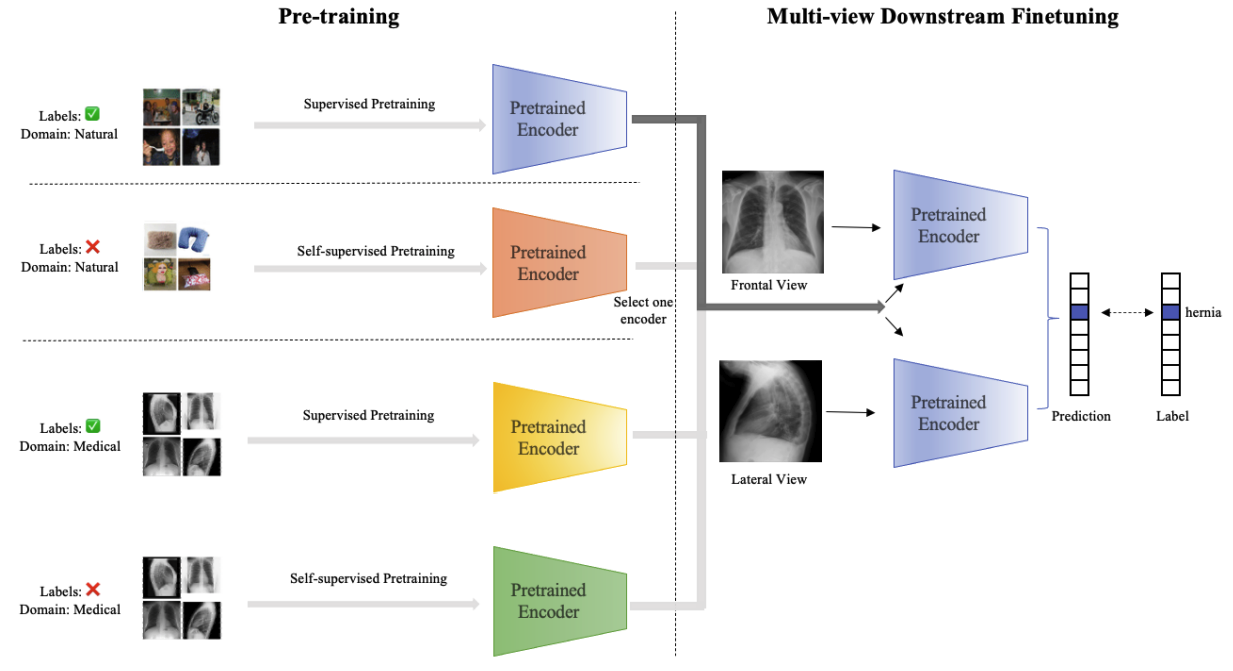 Pre-training
Multi-view Downstream Finetuning
Labels: ✅
Domain: Natural
Supervised Pretraining
Pretrained
Encoder
Labels: ❌
Domain: Natural
Self-supervised Pretraining
Pretrained
Encoder
Select one
encoder
Labels: ✅
Domain: Medical
Supervised Pretraining
Pretrained
Encoder
Labels: ❌
Domain: Medical
Self-supervised Pretraining
Pretrained
Encoder
Frontal View
Pretrained
Encoder
Lateral View
Pretrained
Encoder
hernia
Prediction
Label